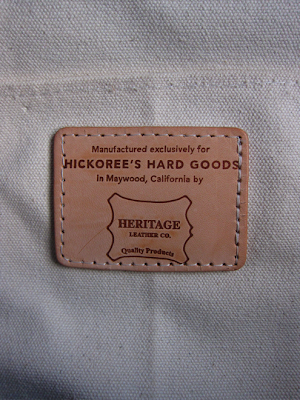 Manufactured exclusively for
HICKOREE'S HARD GOODS
in Maywood, California by
HERITAGE
LEATHER CO.
Quality Products